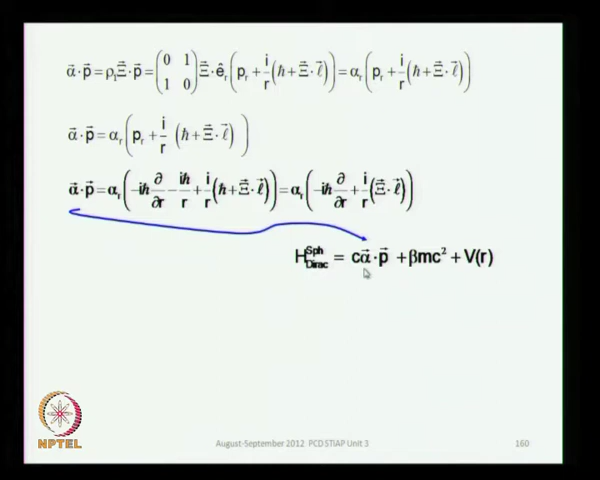 α⃗·p⃗ = ρ₁Ξ⃗·p⃗ = (0 1; 1 0) Ξ⃗·ê_r (p_r + i/r (ħ + Ξ⃗·ℓ⃗)) = α_r (p_r + i/r (ħ + Ξ⃗·ℓ⃗))
α⃗·p⃗ = α_r (p_r + i/r (ħ + Ξ⃗·ℓ⃗))
α⃗·p⃗ = α_r (-iħ ∂/∂r - iħ/r + i/r (ħ + Ξ⃗·ℓ⃗)) = α_r (-iħ ∂/∂r + i/r (Ξ⃗·ℓ⃗))
H^Sph_Dirac = cα⃗·p⃗ + βmc² + V(r)
NPTEL
August-September 2012 PCD STIAP Unit 3
160